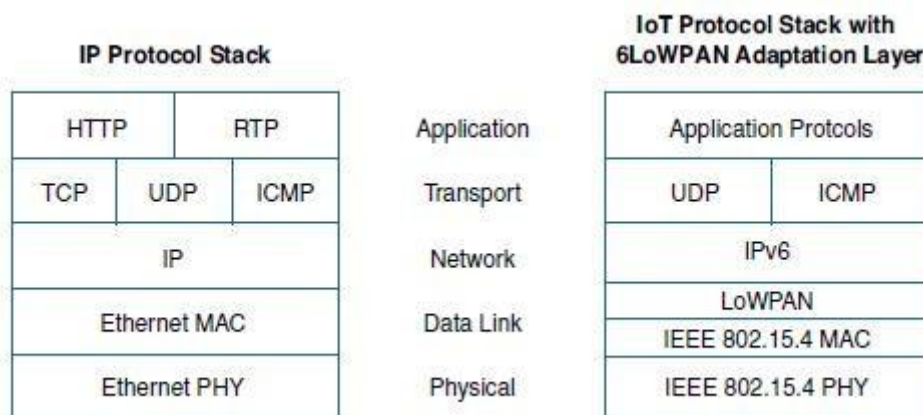 IP Protocol Stack
IoT Protocol Stack with
6LoWPAN Adaptation Layer
HTTP RTP Application Application Protcols
TCP UDP ICMP Transport UDP ICMP
IP Network IPv6
Ethernet MAC Data Link LoWPAN
IEEE 802.15.4 MAC
Ethernet PHY Physical IEEE 802.15.4 PHY